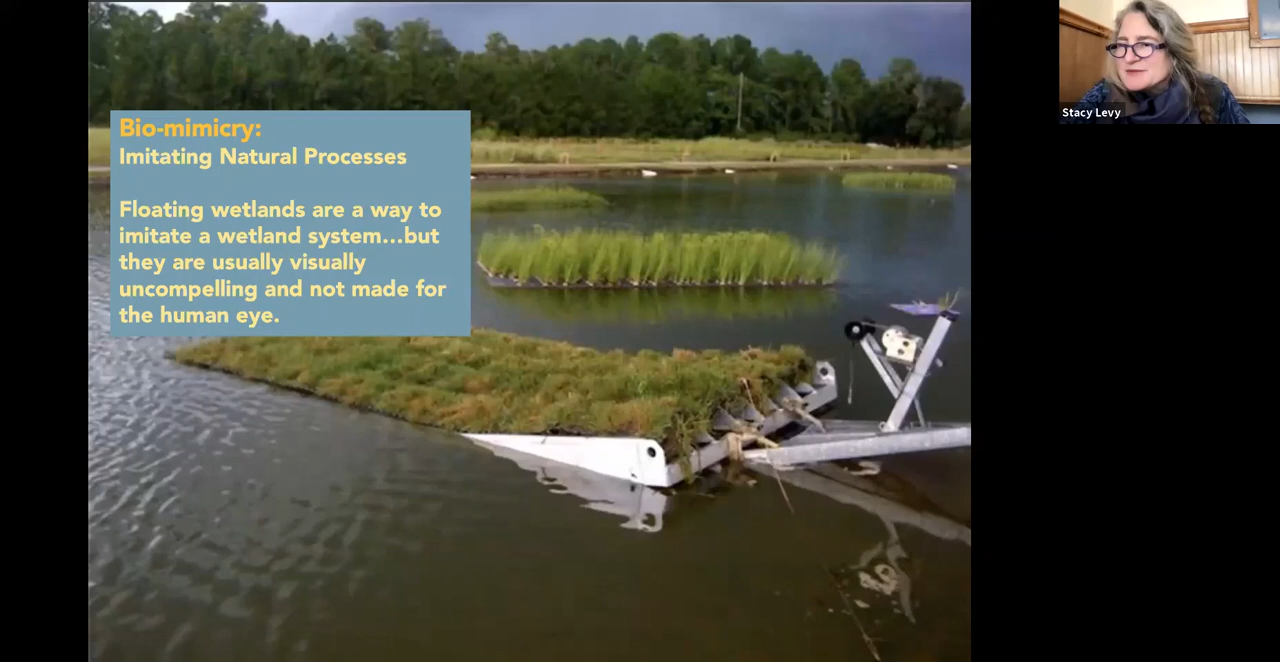 Bio-mimicry:
Imitating Natural Processes
Floating wetlands are a way to
imitate a wetland system...but
they are usually visually
uncompelling and not made for
the human eye.
Stacy Levy